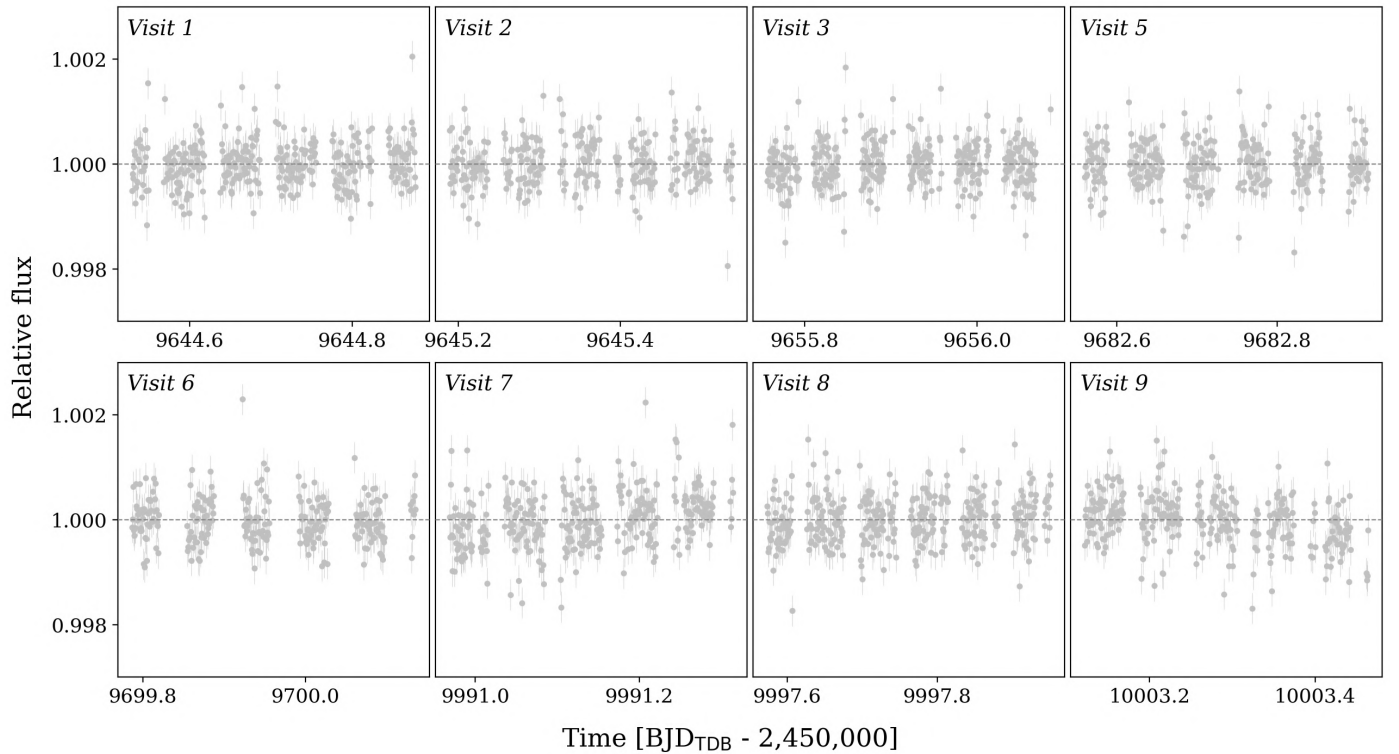 Visit 1
Visit 2
Visit 3
Visit 5
1.002
1.000
0.998
9644.6 9644.8 9645.2 9645.4 9655.8 9656.0 9682.6 9682.8
Relative flux
Visit 6
Visit 7
Visit 8
Visit 9
1.002
1.000
0.998
9699.8 9700.0 9991.0 9991.2 9997.6 9997.8 10003.2 10003.4
Time [BJD_TDB - 2,450,000]